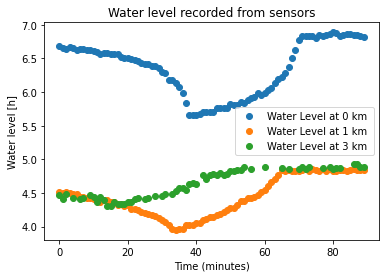 Water level recorded from sensors
7.0
6.5
6.0
5.5
5.0
4.5
4.0
Water level [h]
Water Level at 0 km
Water Level at 1 km
Water Level at 3 km
0
20
40
60
80
Time (minutes)